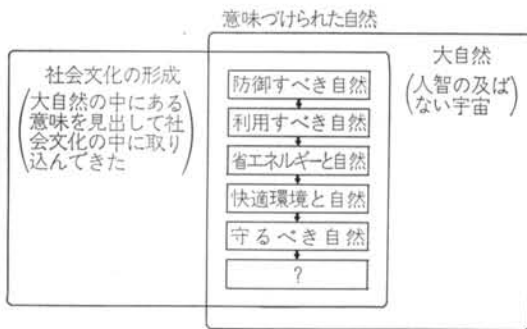 意味づけられた自然
社会文化の形成
(大自然の中にある
意味を見出して社
会文化の中に取り
込んできた)
防御すべき自然
利用すべき自然
省エネルギーと自然
快適環境と自然
守るべき自然
?
大自然
(人智の及ば
ない宇宙)